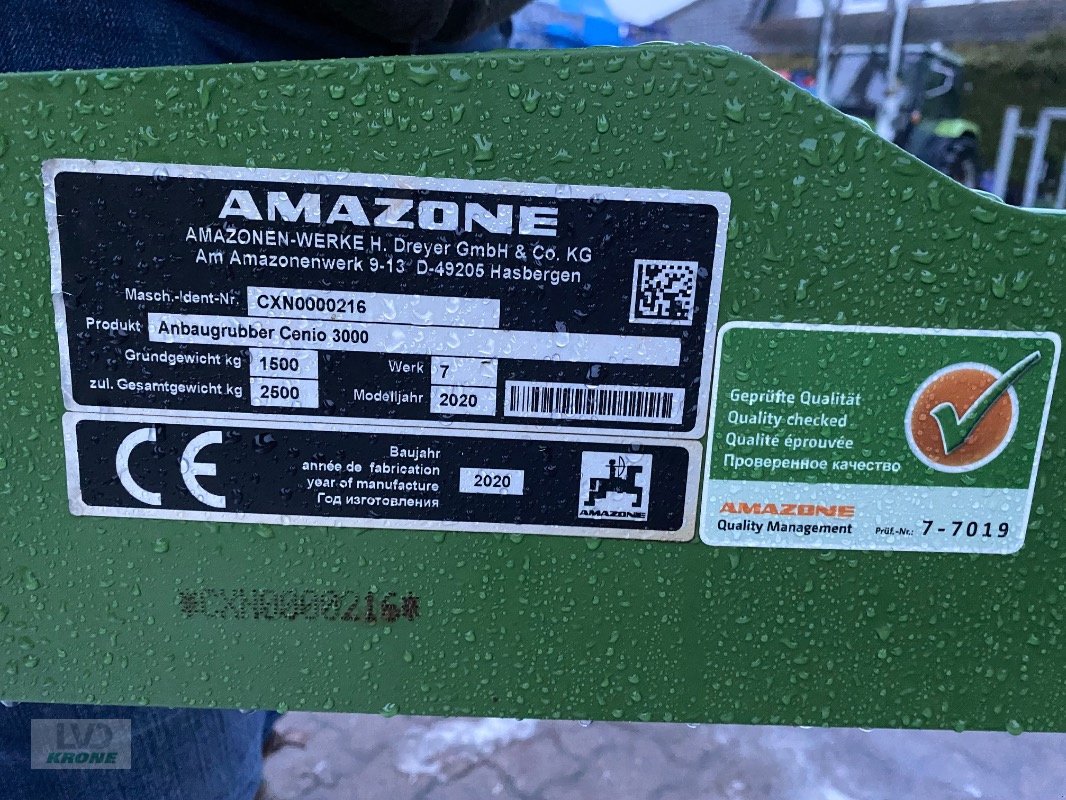 AMAZONE
AMAZONEN-WERKE H. Dreyer GmbH & Co. KG
Am Amazonenwerk 9-13 D-49205 Hasbergen
Masch.-Ident-Nr. CXN0000216
Produkt Anbaugrubber Cenio 3000
Grundgewicht kg 1500 Werk 7
zul. Gesamtgewicht kg 2500 Modelljahr 2020
CE
Baujahr
année de fabrication
year of manufacture 2020
Год изготовления
AMAZONE
Geprüfte Qualität
Quality checked
Qualité éprouvée
Проверенное качество
AMAZONE
Quality Management Prüf.-Nr.: 7-7019
*CXN0000216*
LVD
KRONE